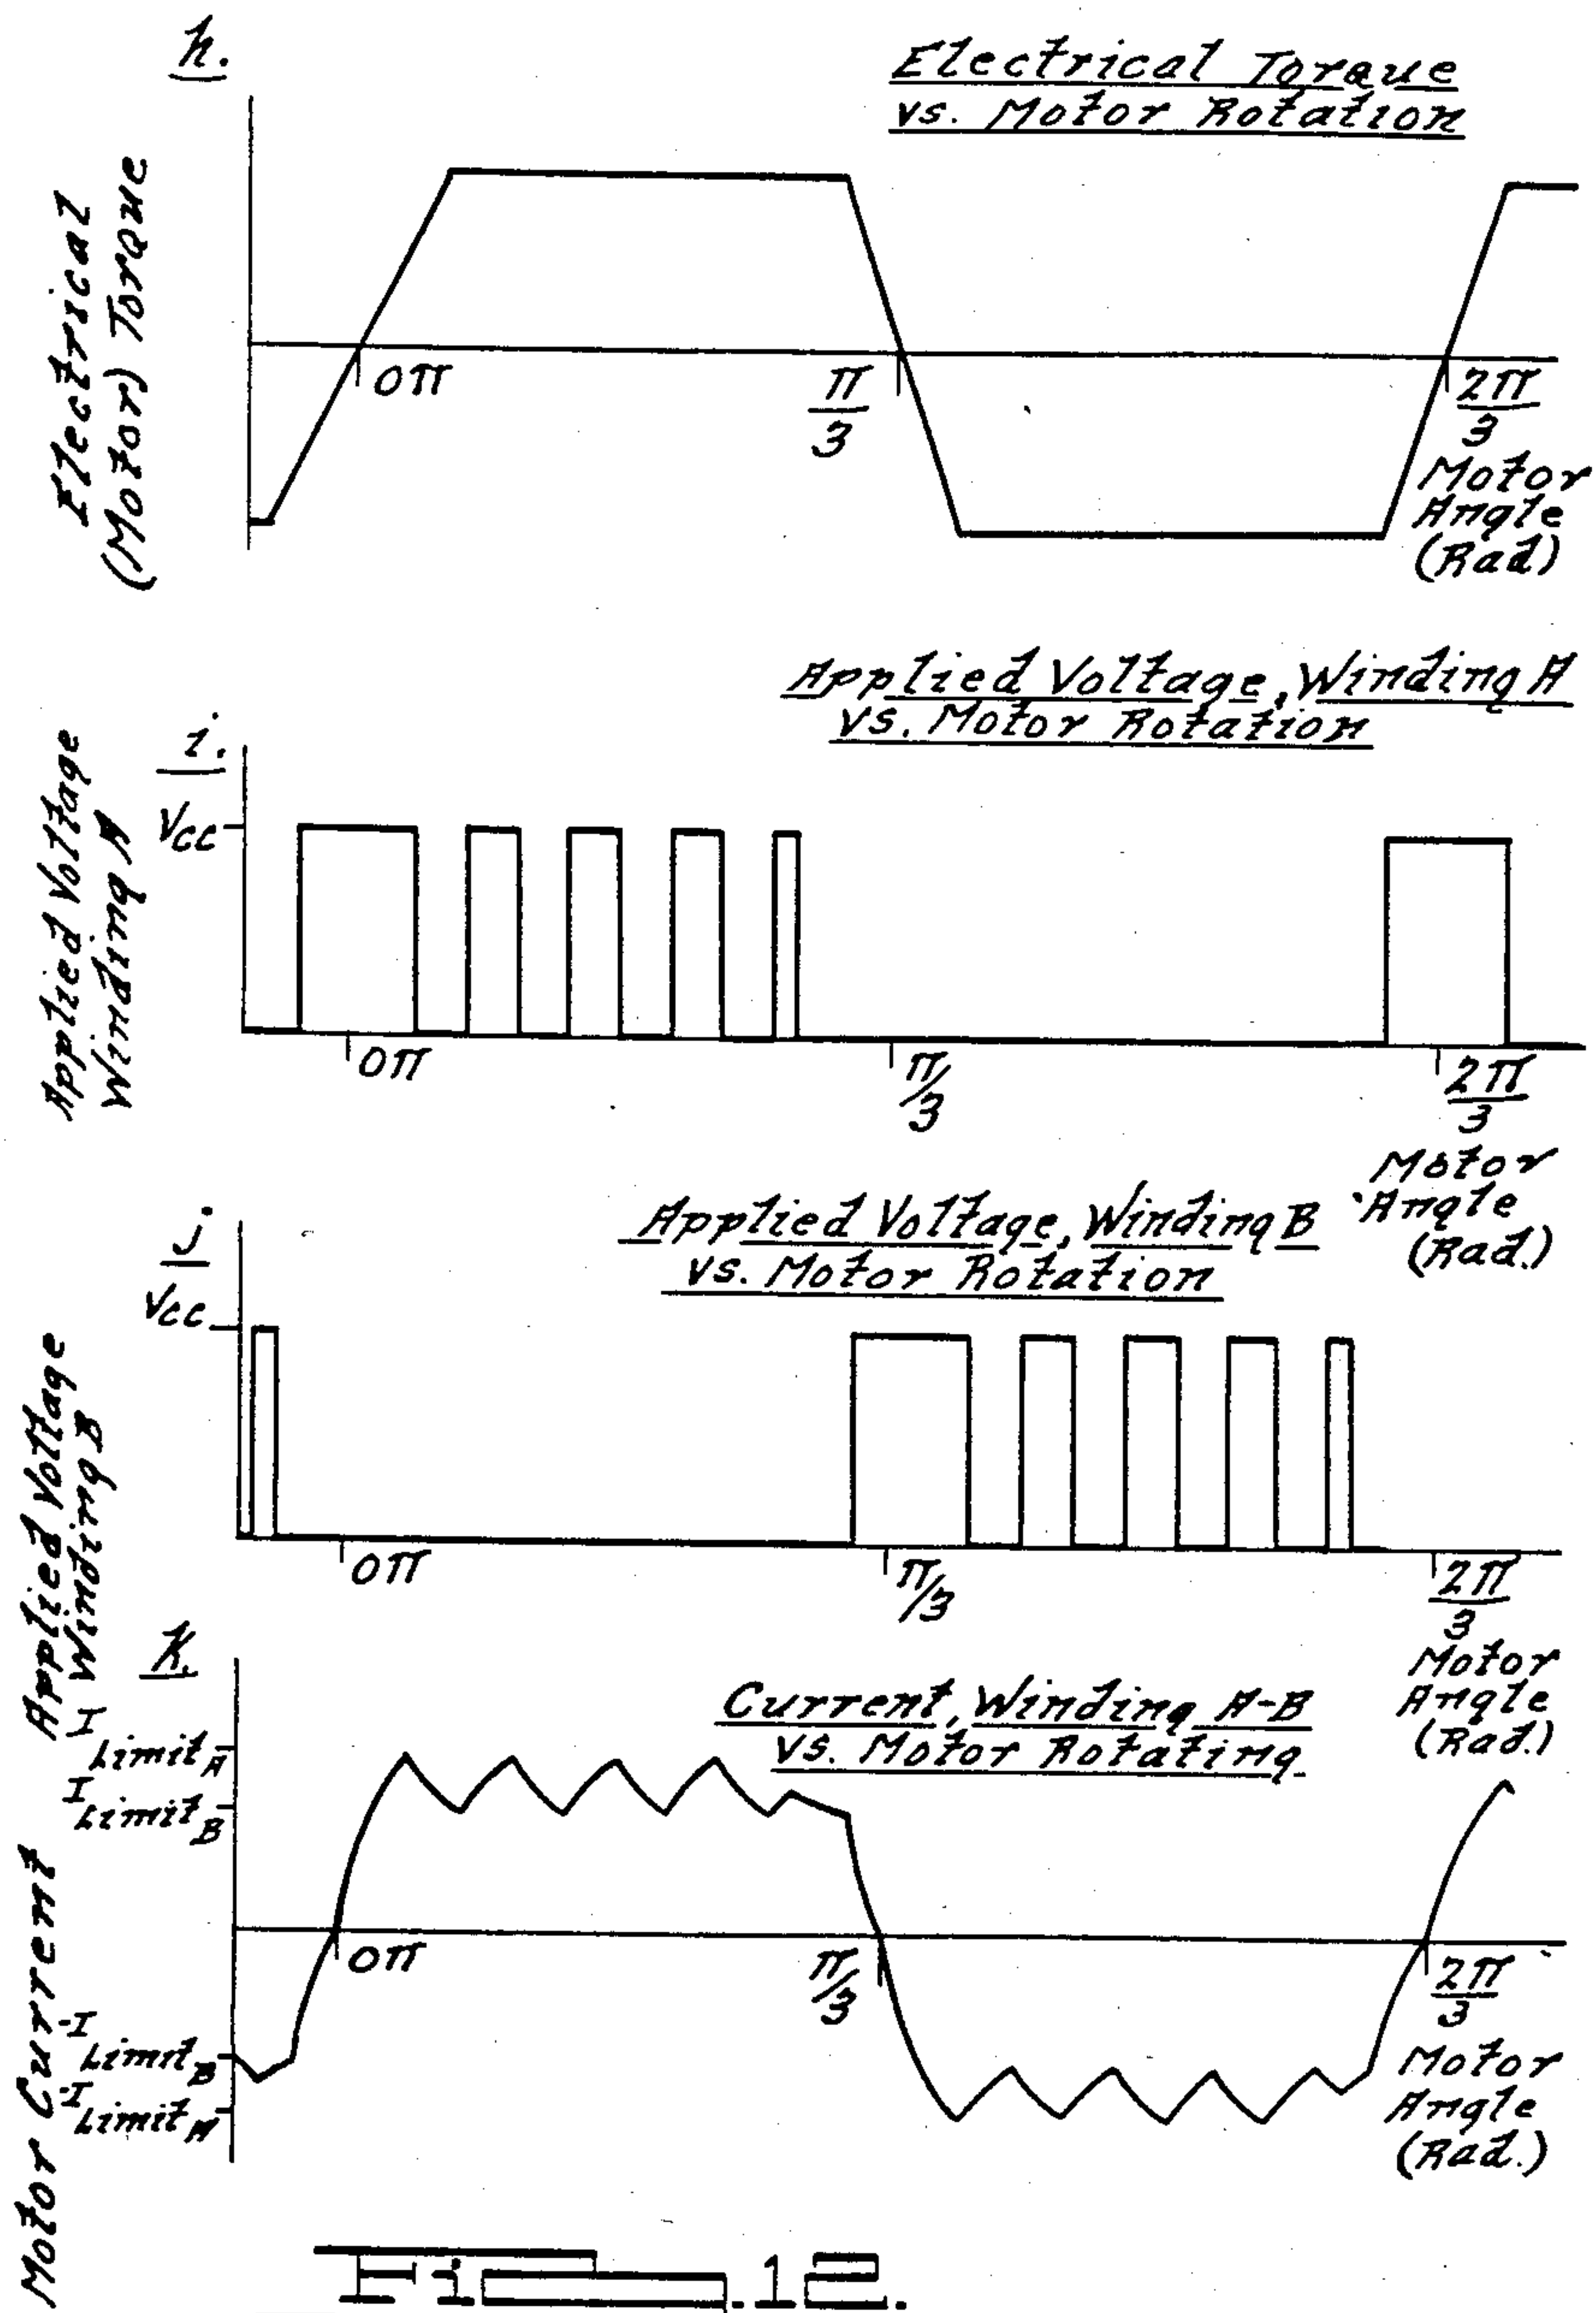 h.
Electrical Torque
vs. Motor Rotation
Electrical
(Motor) Torque
0π
π
3
2π
3
Motor
Angle
(Rad)
Applied Voltage, Winding A
vs. Motor Rotation
i.
Applied Voltage
Winding A
Vcc
0π
π/3
2π
3
Motor
Angle
(Rad.)
j.
Applied Voltage, Winding B
vs. Motor Rotation
Applied Voltage
Winding B
Vcc
0π
π/3
2π
3
Motor
Angle
(Rad.)
k.
Current, Winding A-B
vs. Motor Rotating
Motor Current
I
Limit A
I
Limit B
0π
π/3
2π
3
-I
Limit B
-I
Limit A
Motor
Angle
(Rad.)